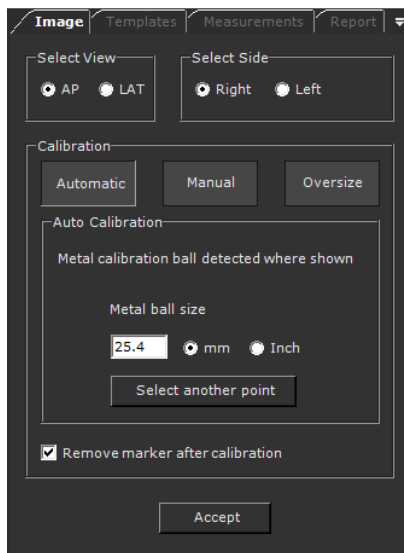 Image Templates Measurements Report
Select View Select Side
AP LAT Right Left
Calibration
Automatic Manual Oversize
Auto Calibration
Metal calibration ball detected where shown
Metal ball size
25.4 mm Inch
Select another point
Remove marker after calibration
Accept